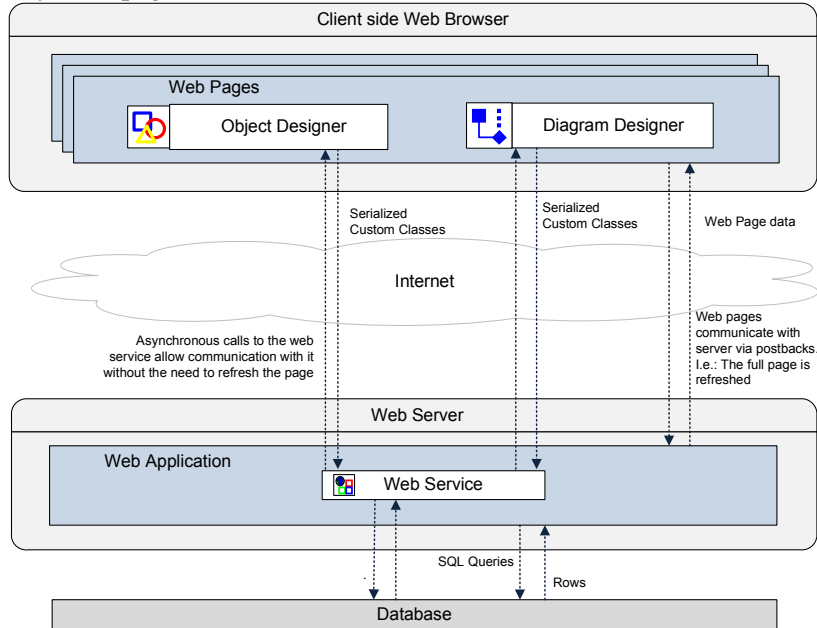 Client side Web Browser
Web Pages
Object Designer
Diagram Designer
Serialized
Custom Classes
Serialized
Custom Classes
Web Page data
Internet
Asynchronous calls to the web
service allow communication with it
without the need to refresh the page
Web pages
communicate with
server via postbacks.
I.e.: The full page is
refreshed
Web Server
Web Application
Web Service
SQL Queries
Rows
Database